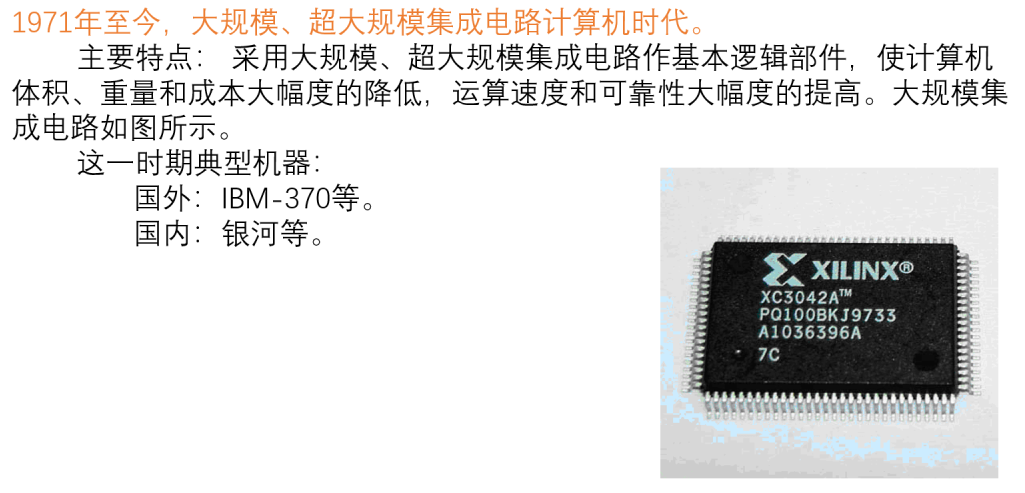 1971年至今，大规模、超大规模集成电路计算机时代。
主要特点： 采用大规模、超大规模集成电路作基本逻辑部件，使计算机
体积、重量和成本大幅度的降低，运算速度和可靠性大幅度的提高。大规模集
成电路如图所示。
这一时期典型机器：
国外：IBM-370等。
国内：银河等。
XILINX®
XC3042A™
PQ100BKJ9733
A1036396A
7C